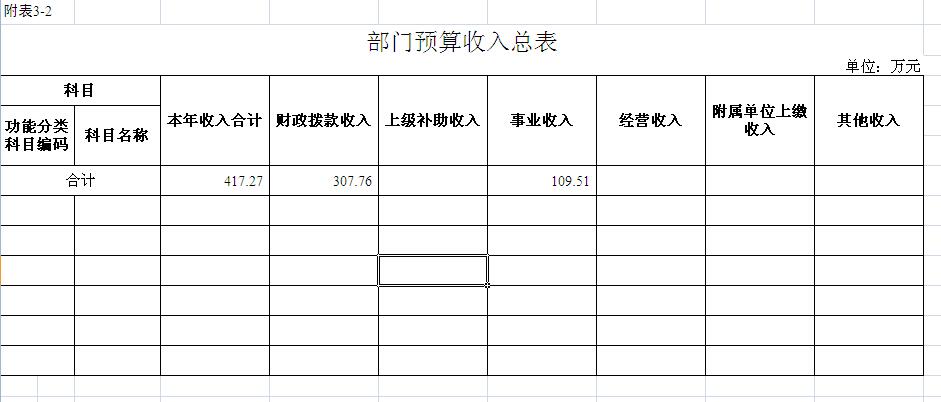 附表3-2
部门预算收入总表
单位：万元
科目
本年收入合计 财政拨款收入 上级补助收入 事业收入 经营收入 附属单位上缴
收入 其他收入
功能分类
科目编码 科目名称
合计 417.27 307.76 109.51